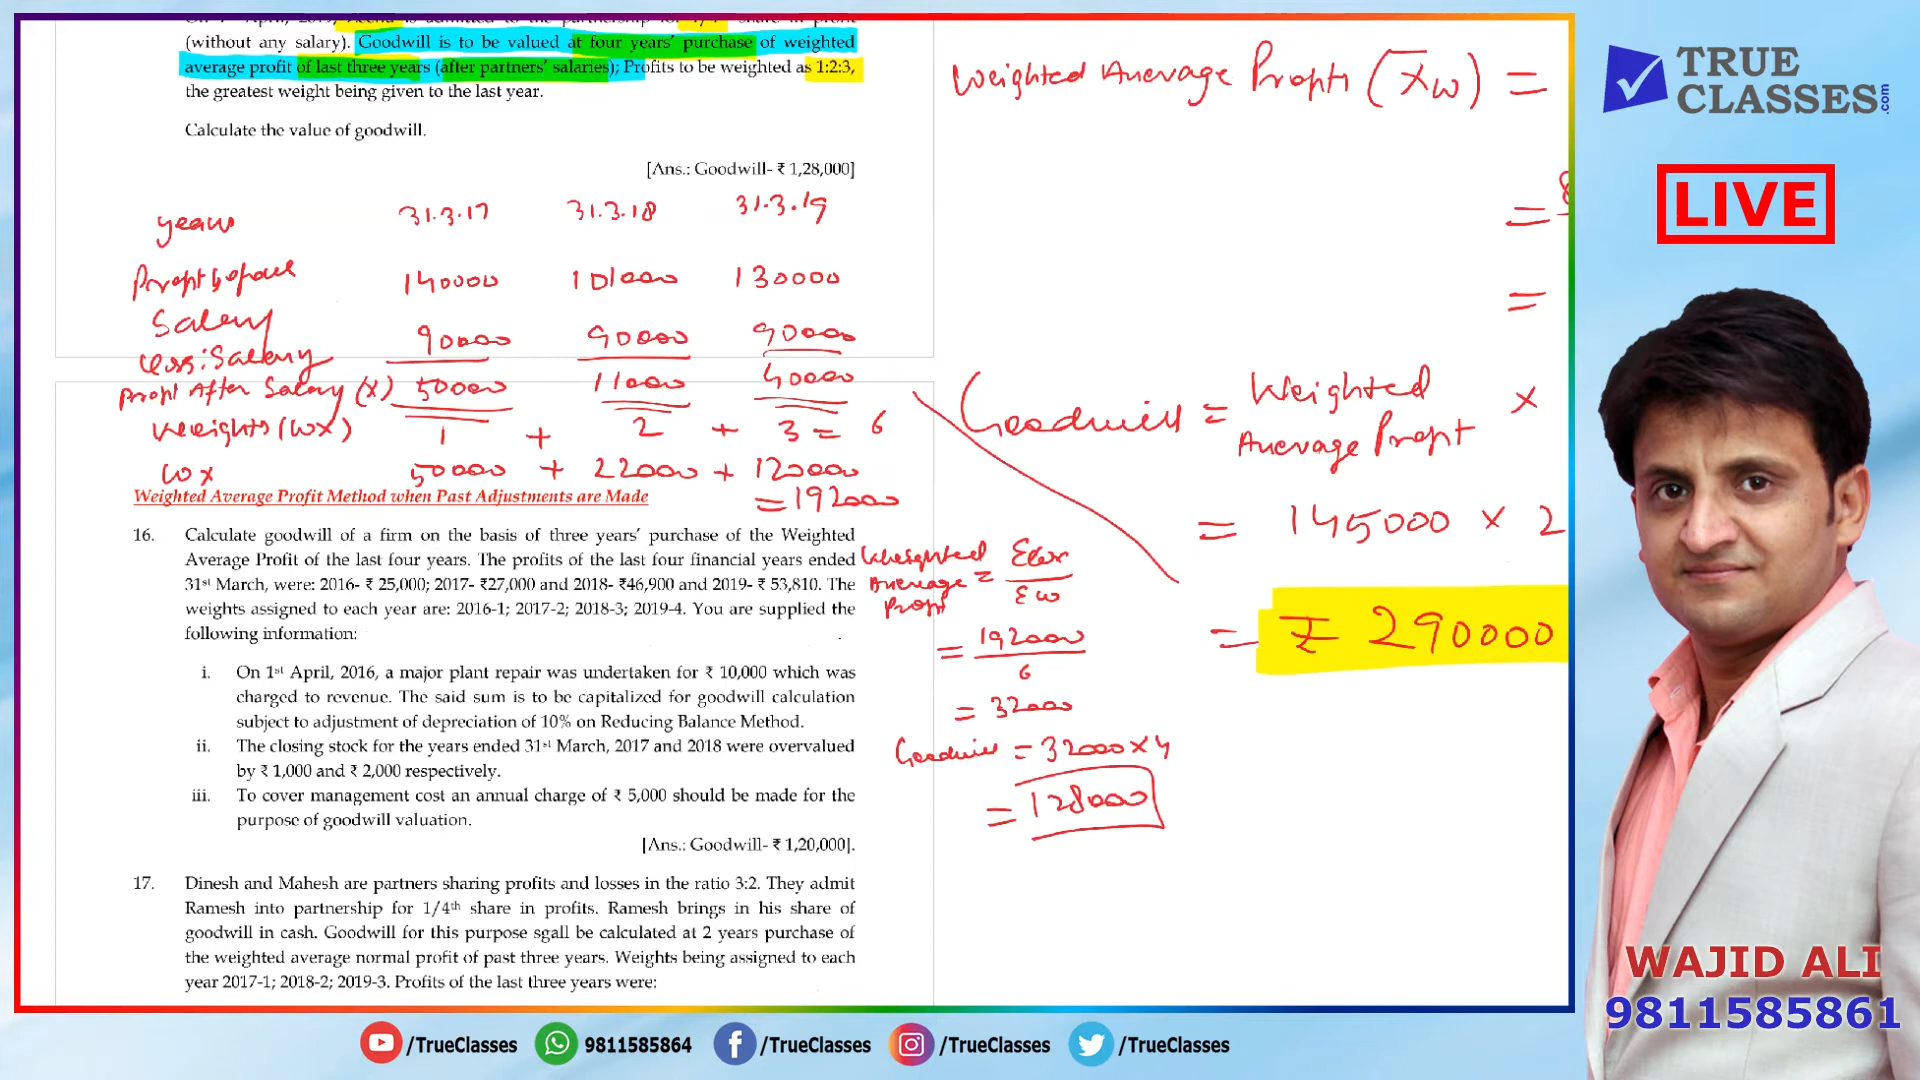 (without any salary). Goodwill is to be valued at four years' purchase of weighted
average profit of last three years (after partners' salaries); Profits to be weighted as 1:2:3,
the greatest weight being given to the last year.
Calculate the value of goodwill.
[Ans.: Goodwill- ₹ 1,28,000]
years 31.3.17 31.3.18 31.3.19
Profit before 140000 101000 130000
Salary
Less: Salary 90000 90000 90000
Profit After Salary (X) 50000 11000 40000
Weights (WX) 1 + 2 + 3 = 6
WX 50000 + 22000 + 120000
= 192000
Weighted Average Profit Method when Past Adjustments are Made
16. Calculate goodwill of a firm on the basis of three years' purchase of the Weighted
Average Profit of the last four years. The profits of the last four financial years ended
31st March, were: 2016- ₹ 25,000; 2017- ₹27,000 and 2018- ₹46,900 and 2019- ₹ 53,810. The
weights assigned to each year are: 2016-1; 2017-2; 2018-3; 2019-4. You are supplied the
following information:
i. On 1st April, 2016, a major plant repair was undertaken for ₹ 10,000 which was
charged to revenue. The said sum is to be capitalized for goodwill calculation
subject to adjustment of depreciation of 10% on Reducing Balance Method.
ii. The closing stock for the years ended 31st March, 2017 and 2018 were overvalued
by ₹ 1,000 and ₹ 2,000 respectively.
iii. To cover management cost an annual charge of ₹ 5,000 should be made for the
purpose of goodwill valuation.
[Ans.: Goodwill- ₹ 1,20,000].
17. Dinesh and Mahesh are partners sharing profits and losses in the ratio 3:2. They admit
Ramesh into partnership for 1/4th share in profits. Ramesh brings in his share of
goodwill in cash. Goodwill for this purpose sgall be calculated at 2 years purchase of
the weighted average normal profit of past three years. Weights being assigned to each
year 2017-1; 2018-2; 2019-3. Profits of the last three years were:
Weighted Average Profits (X̄w) =
=
=
Goodwill = Weighted Average Profit ×
= 145000 × 2
= ₹ 290000
Weighted Average Profit = Σwx / Σw
= 192000 / 6
= 32000
Goodwill = 32000 × 4
= 128000
TRUE
CLASSES.com
LIVE
WAJID ALI
9811585861
/TrueClasses 9811585864 /TrueClasses /TrueClasses /TrueClasses